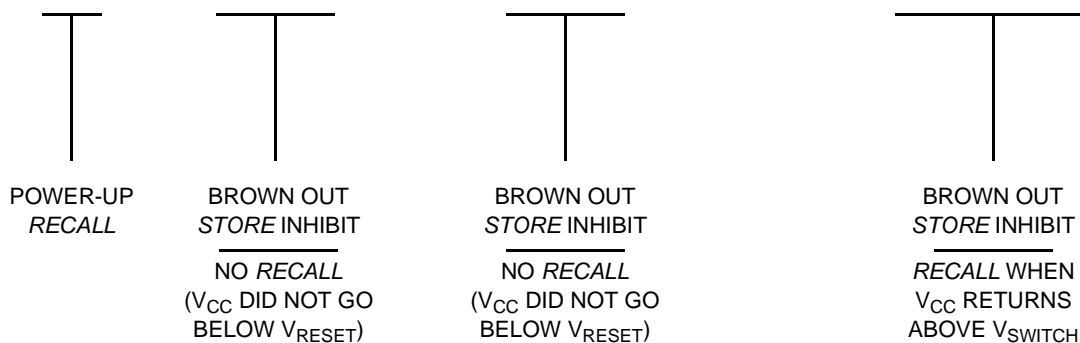 POWER-UP
RECALL
BROWN OUT
STORE INHIBIT
NO RECALL
(VCC DID NOT GO
BELOW VRESET)
BROWN OUT
STORE INHIBIT
NO RECALL
(VCC DID NOT GO
BELOW VRESET)
BROWN OUT
STORE INHIBIT
RECALL WHEN
VCC RETURNS
ABOVE VSWITCH